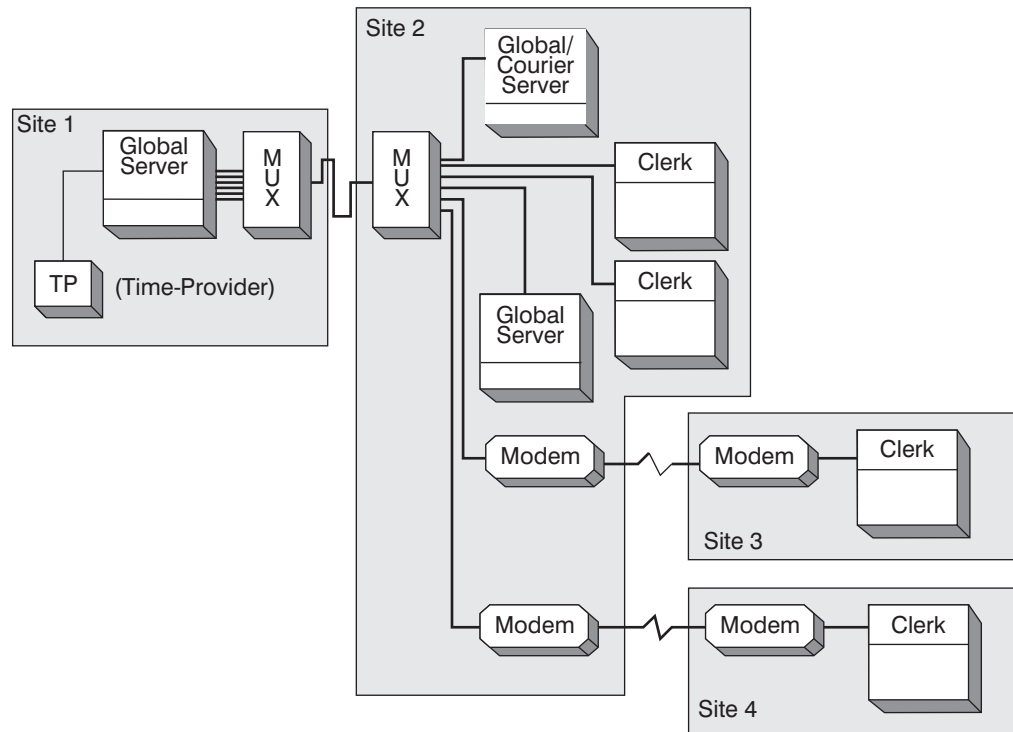 Site 2
Global/
Courier
Server
Site 1
Global
Server
M
U
X
M
U
X
Clerk
TP
(Time-Provider)
Clerk
Global
Server
Modem
Modem
Clerk
Site 3
Modem
Modem
Clerk
Site 4